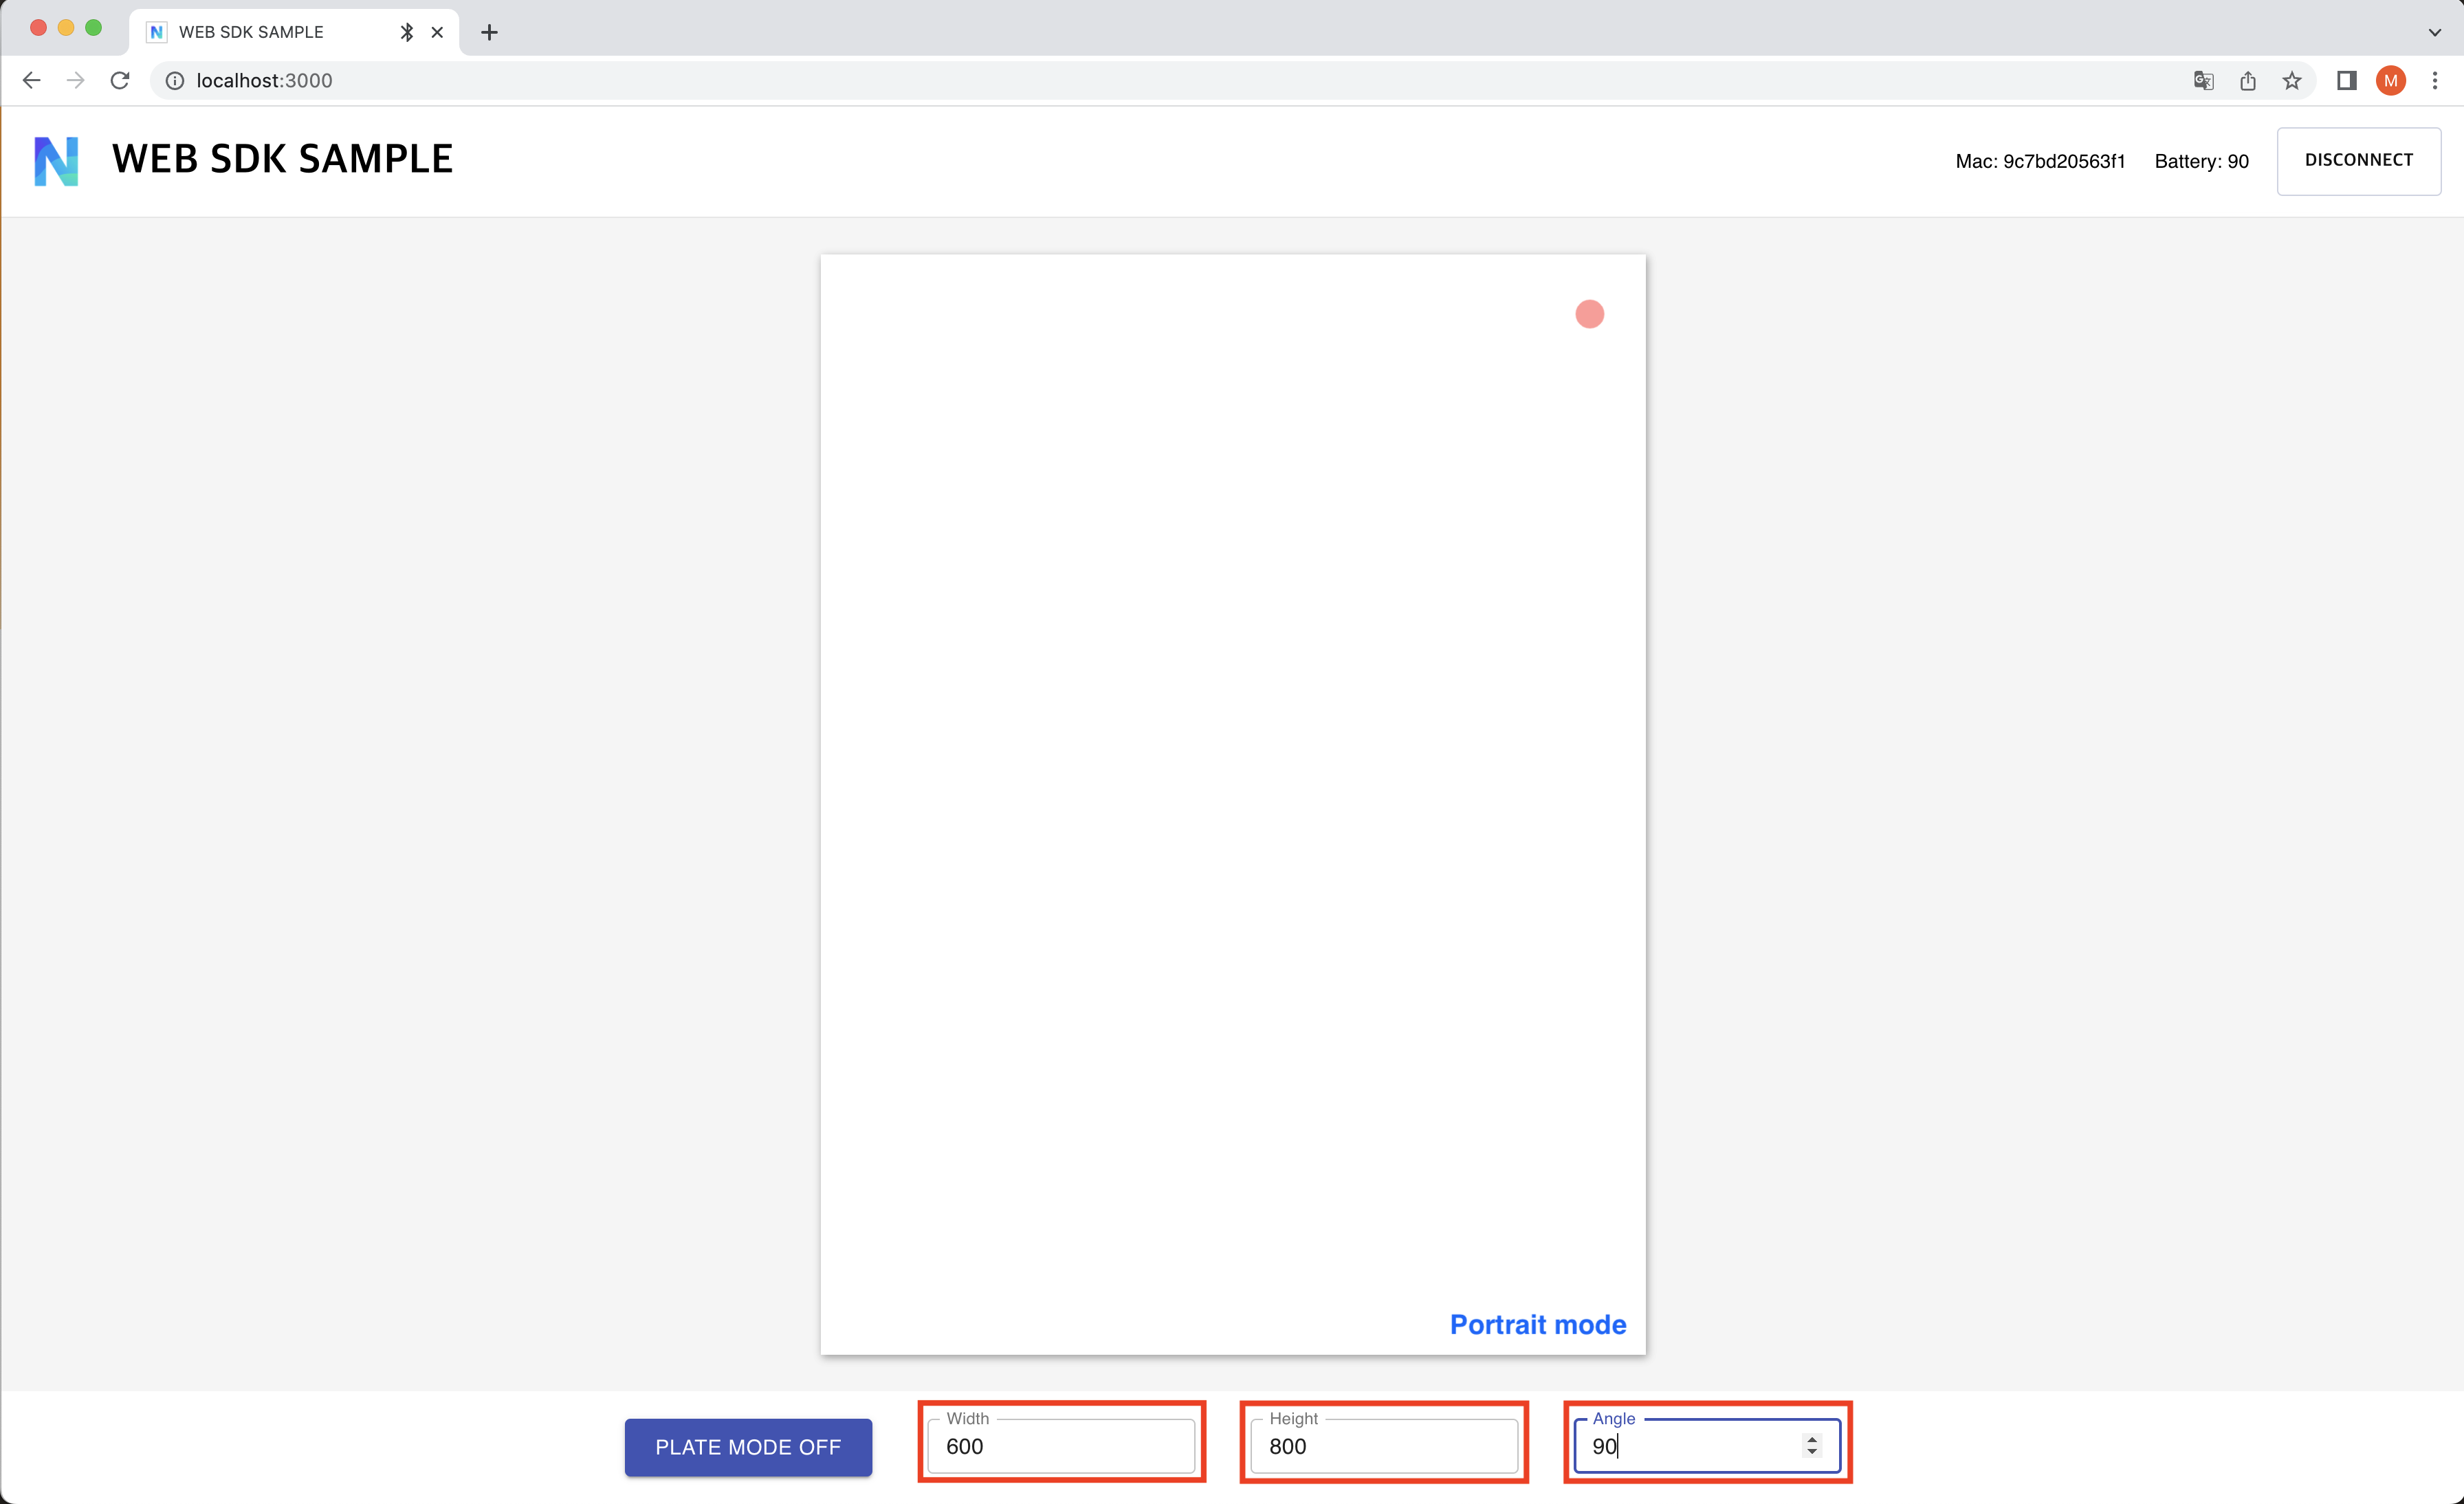 WEB SDK SAMPLE
localhost:3000
M
WEB SDK SAMPLE
Mac: 9c7bd20563f1
Battery: 90
DISCONNECT
Portrait mode
PLATE MODE OFF
Width
600
Height
800
Angle
90